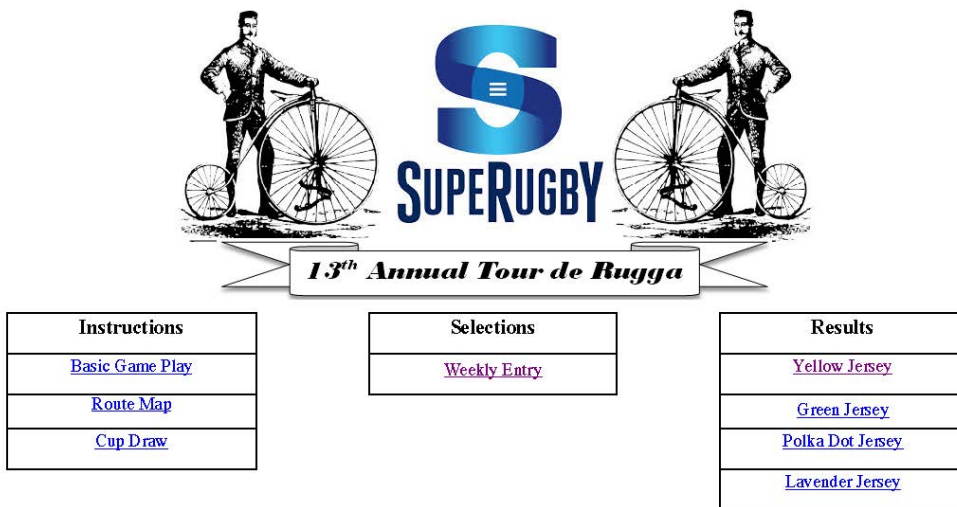 SUPERUGBY
13th Annual Tour de Rugga
Instructions
Basic Game Play
Route Map
Cup Draw
Selections
Weekly Entry
Results
Yellow Jersey
Green Jersey
Polka Dot Jersey
Lavender Jersey